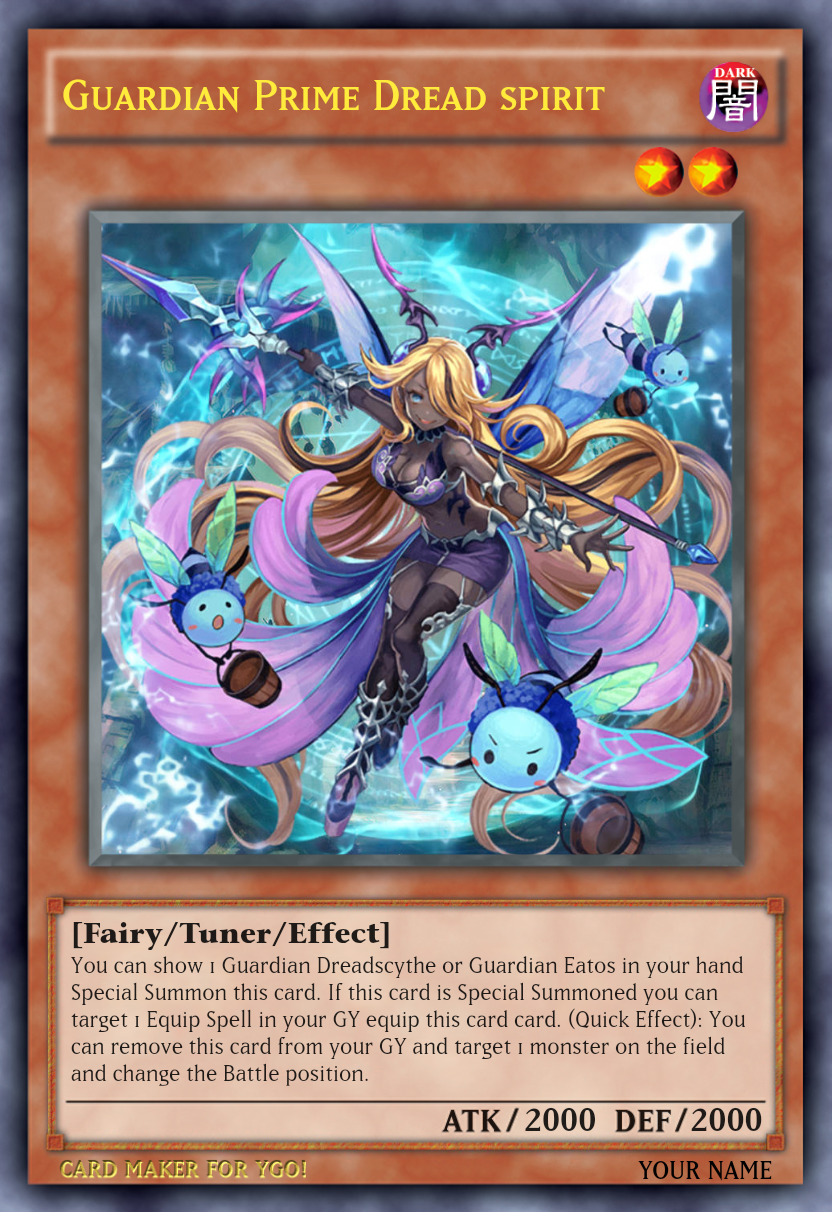 Guardian Prime Dread spirit
DARK
闇
[Fairy/Tuner/Effect]
You can show 1 Guardian Dreadscythe or Guardian Eatos in your hand
Special Summon this card. If this card is Special Summoned you can
target 1 Equip Spell in your GY equip this card card. (Quick Effect): You
can remove this card from your GY and target 1 monster on the field
and change the Battle position.
ATK/2000 DEF/2000
CARD MAKER FOR YGO! YOUR NAME